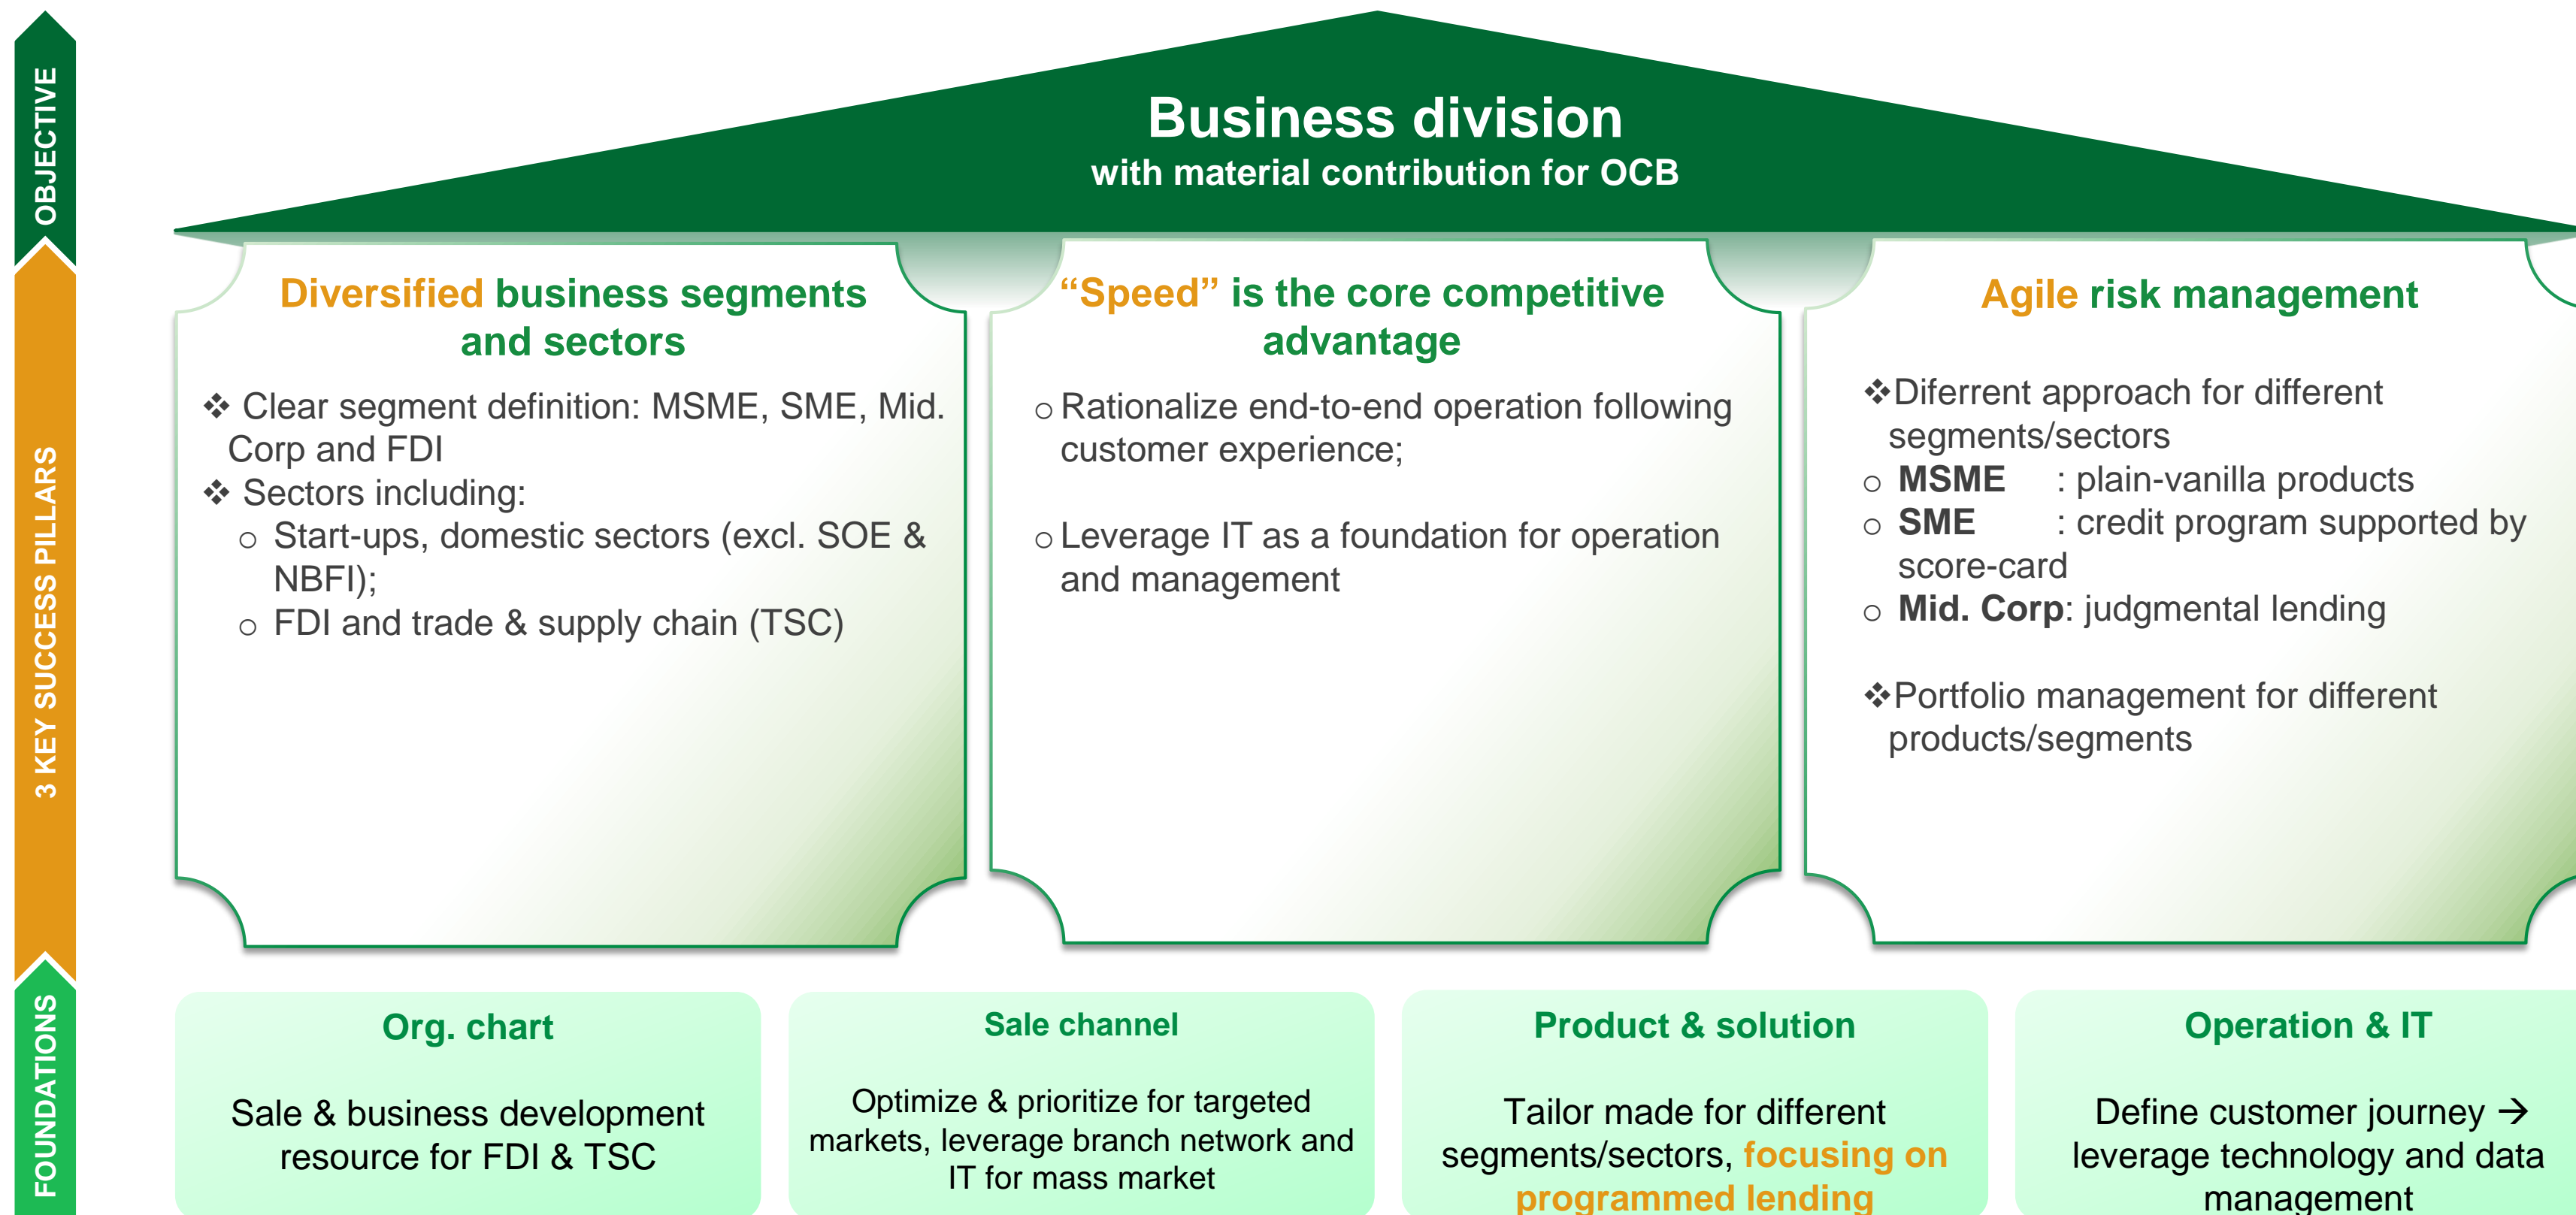 OBJECTIVE
Business division
with material contribution for OCB
3 KEY SUCCESS PILLARS
Diversified business segments
and sectors
❖ Clear segment definition: MSME, SME, Mid.
Corp and FDI
❖ Sectors including:
o Start-ups, domestic sectors (excl. SOE &
NBFI);
o FDI and trade & supply chain (TSC)
“Speed” is the core competitive
advantage
o Rationalize end-to-end operation following
customer experience;
o Leverage IT as a foundation for operation
and management
Agile risk management
❖Diferrent approach for different
segments/sectors
o MSME : plain-vanilla products
o SME : credit program supported by
score-card
o Mid. Corp: judgmental lending
❖Portfolio management for different
products/segments
FOUNDATIONS
Org. chart
Sale & business development
resource for FDI & TSC
Sale channel
Optimize & prioritize for targeted
markets, leverage branch network and
IT for mass market
Product & solution
Tailor made for different
segments/sectors, focusing on
programmed lending
Operation & IT
Define customer journey →
leverage technology and data
management